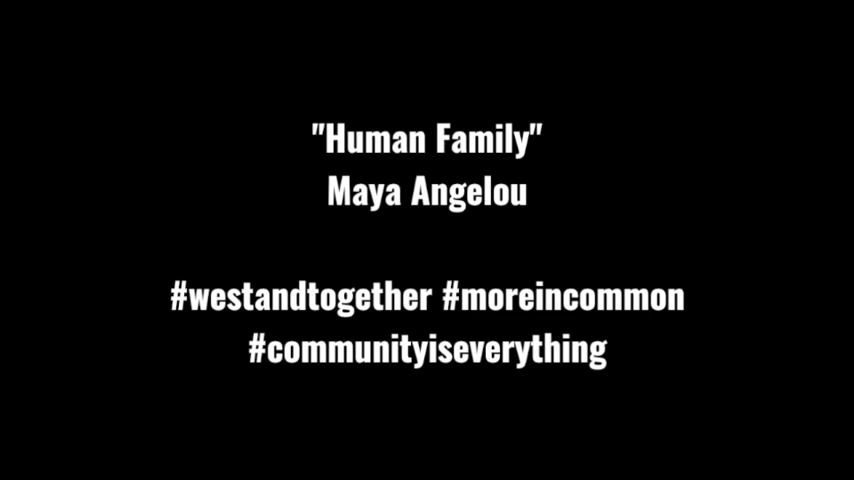 "Human Family"
Maya Angelou
#westandtogether #moreincommon
#communityiseverything